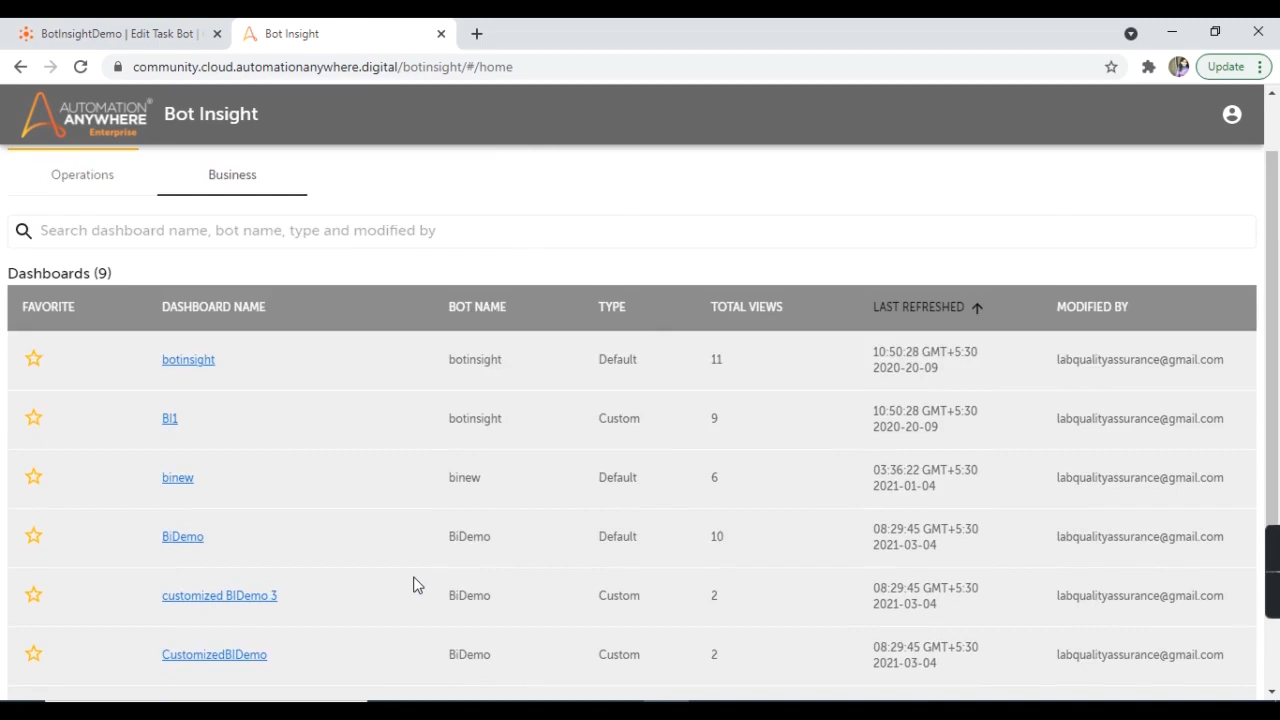 BotInsightDemo | Edit Task Bot |
Bot Insight
community.cloud.automationanywhere.digital/botinsight/#/home
Update
AUTOMATION
ANYWHERE®
Enterprise
Bot Insight
Operations
Business
Search dashboard name, bot name, type and modified by
Dashboards (9)
FAVORITE DASHBOARD NAME BOT NAME TYPE TOTAL VIEWS LAST REFRESHED MODIFIED BY
botinsight botinsight Default 11 10:50:28 GMT+5:30 2020-20-09 labqualityassurance@gmail.com
BI1 botinsight Custom 9 10:50:28 GMT+5:30 2020-20-09 labqualityassurance@gmail.com
binew binew Default 6 03:36:22 GMT+5:30 2021-01-04 labqualityassurance@gmail.com
BiDemo BiDemo Default 10 08:29:45 GMT+5:30 2021-03-04 labqualityassurance@gmail.com
customized BIDemo 3 BiDemo Custom 2 08:29:45 GMT+5:30 2021-03-04 labqualityassurance@gmail.com
CustomizedBIDemo BiDemo Custom 2 08:29:45 GMT+5:30 2021-03-04 labqualityassurance@gmail.com